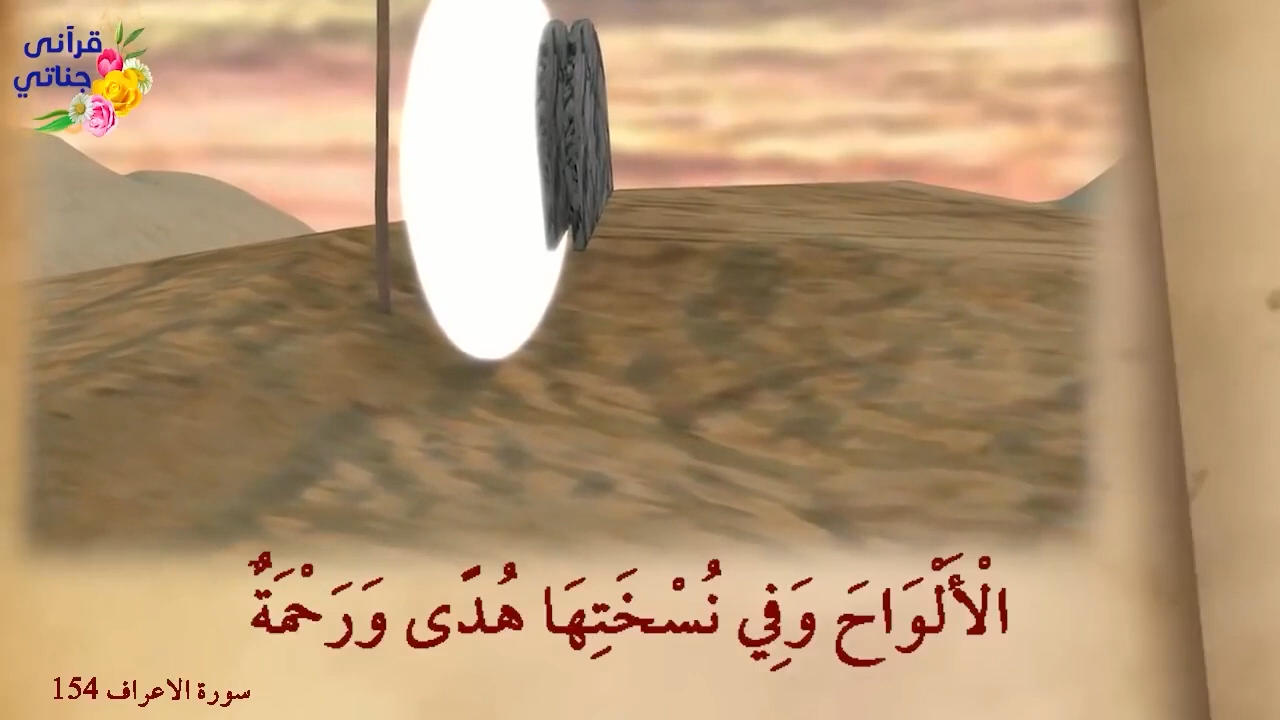 قرآنى
جناتي
الْأَلْوَاحَ وَفِي نُسْخَتِهَا هُدًى وَرَحْمَةٌ
سورة الاعراف 154